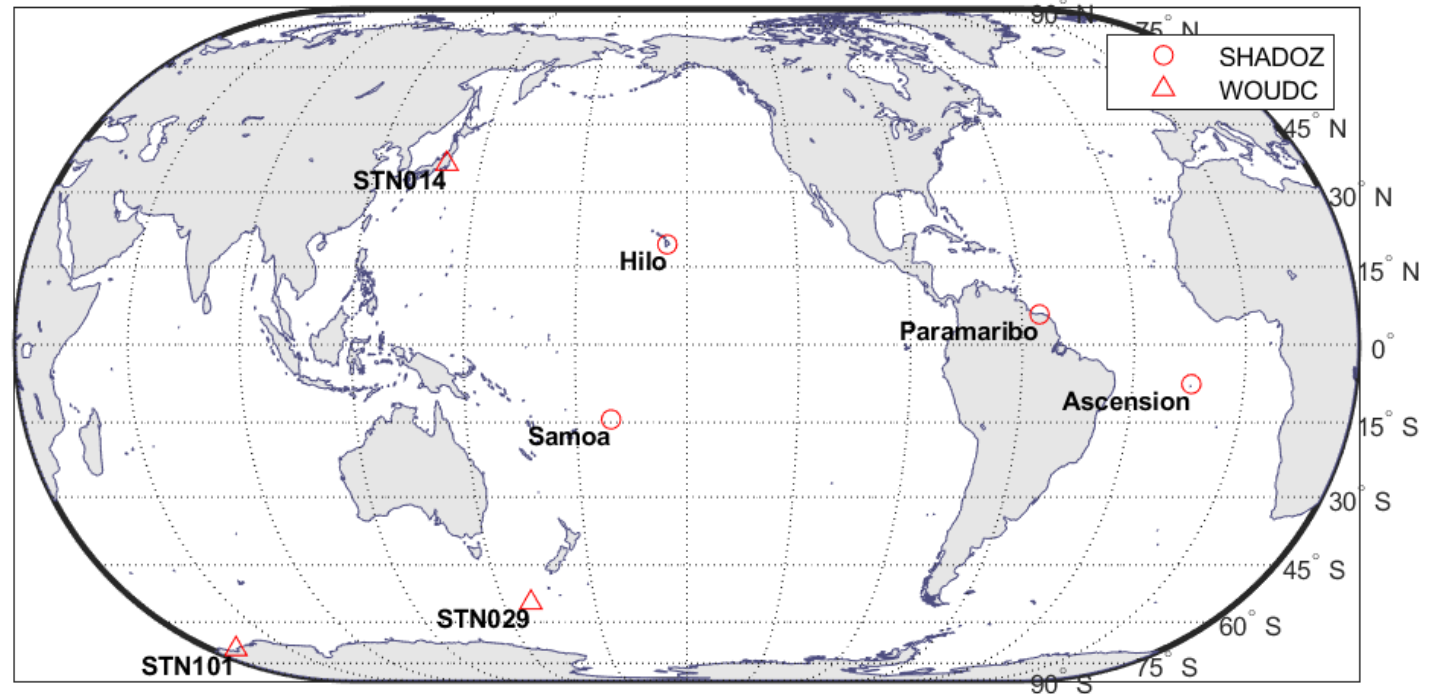 90° N
75° N
SHADOZ
WOUDC
45° N
STN014
30° N
Hilo
15° N
Paramaribo
0°
Ascension
Samoa
15° S
30° S
45° S
STN029
60° S
STN101
75° S
90° S